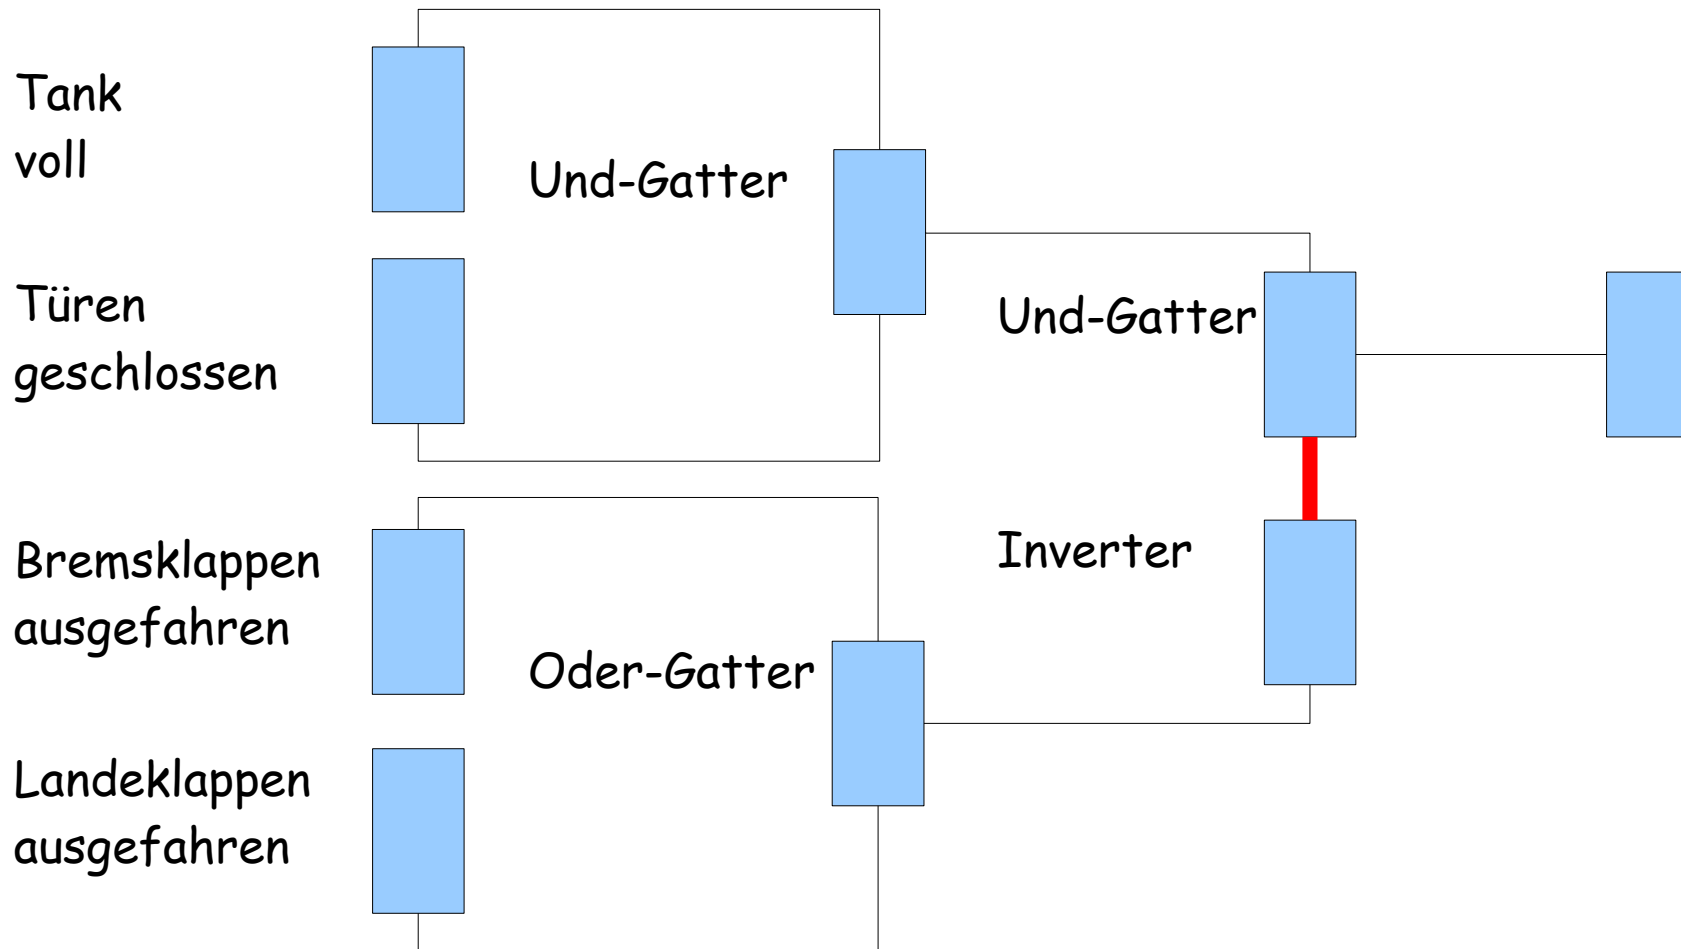 Tank
voll
Und-Gatter
Türen
geschlossen
Und-Gatter
Bremsklappen
ausgefahren
Inverter
Oder-Gatter
Landeklappen
ausgefahren